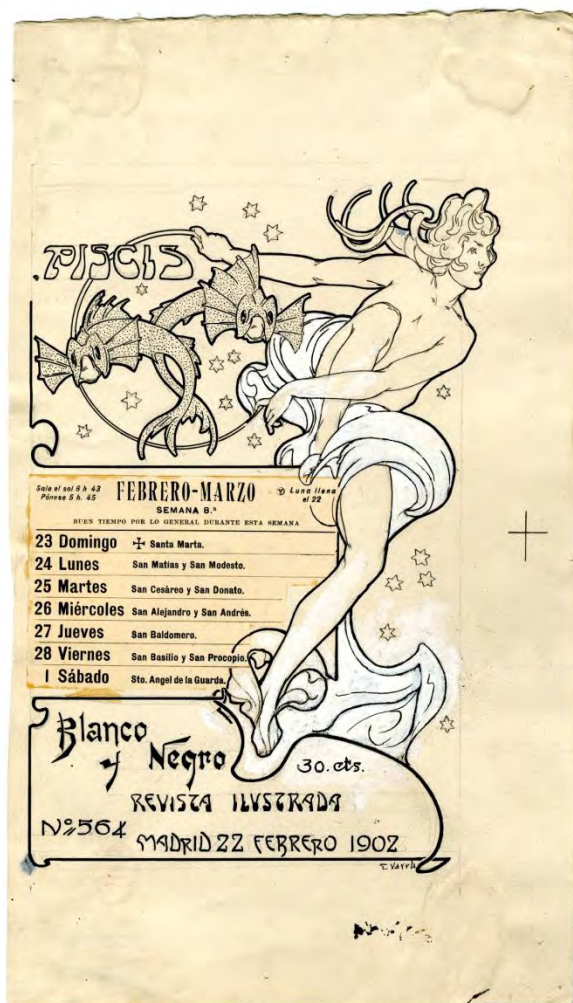 PISCIS
Sale el sol 6 h 43
Pónese 5 h. 45
FEBRERO-MARZO
Luna llena
el 22
SEMANA 8.ª
BUEN TIEMPO POR LO GENERAL DURANTE ESTA SEMANA
23 Domingo ✢ Santa Marta.
24 Lunes San Matías y San Modesto.
25 Martes San Cesáreo y San Donato.
26 Miércoles San Alejandro y San Andrés.
27 Jueves San Baldomero.
28 Viernes San Basilio y San Procopio.
1 Sábado Sto. Angel de la Guarda.
Blanco
y Negro
30. cts.
REVISTA ILUSTRADA
Nº 564
MADRID 22 FEBRERO 1902
E. Varela